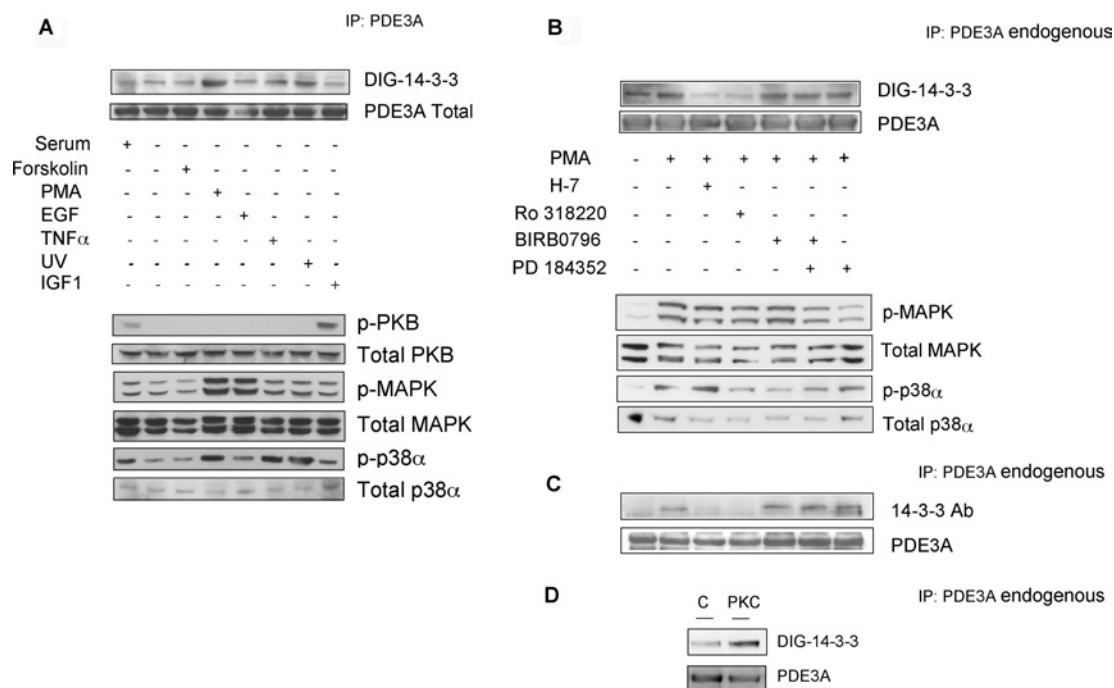 A
IP: PDE3A
DIG-14-3-3
PDE3A Total
Serum + - - - - - - -
Forskolin - - + - - - - -
PMA - - - + - - - -
EGF - - - - + - - -
TNFα - - - - - + - -
UV - - - - - - + -
IGF1 - - - - - - - +
p-PKB
Total PKB
p-MAPK
Total MAPK
p-p38α
Total p38α
B
IP: PDE3A endogenous
DIG-14-3-3
PDE3A
PMA - + + + + + +
H-7 - - + - - - -
Ro 318220 - - - + - - -
BIRB0796 - - - - + + -
PD 184352 - - - - - + +
p-MAPK
Total MAPK
p-p38α
Total p38α
C
IP: PDE3A endogenous
14-3-3 Ab
PDE3A
D
IP: PDE3A endogenous
C PKC
DIG-14-3-3
PDE3A